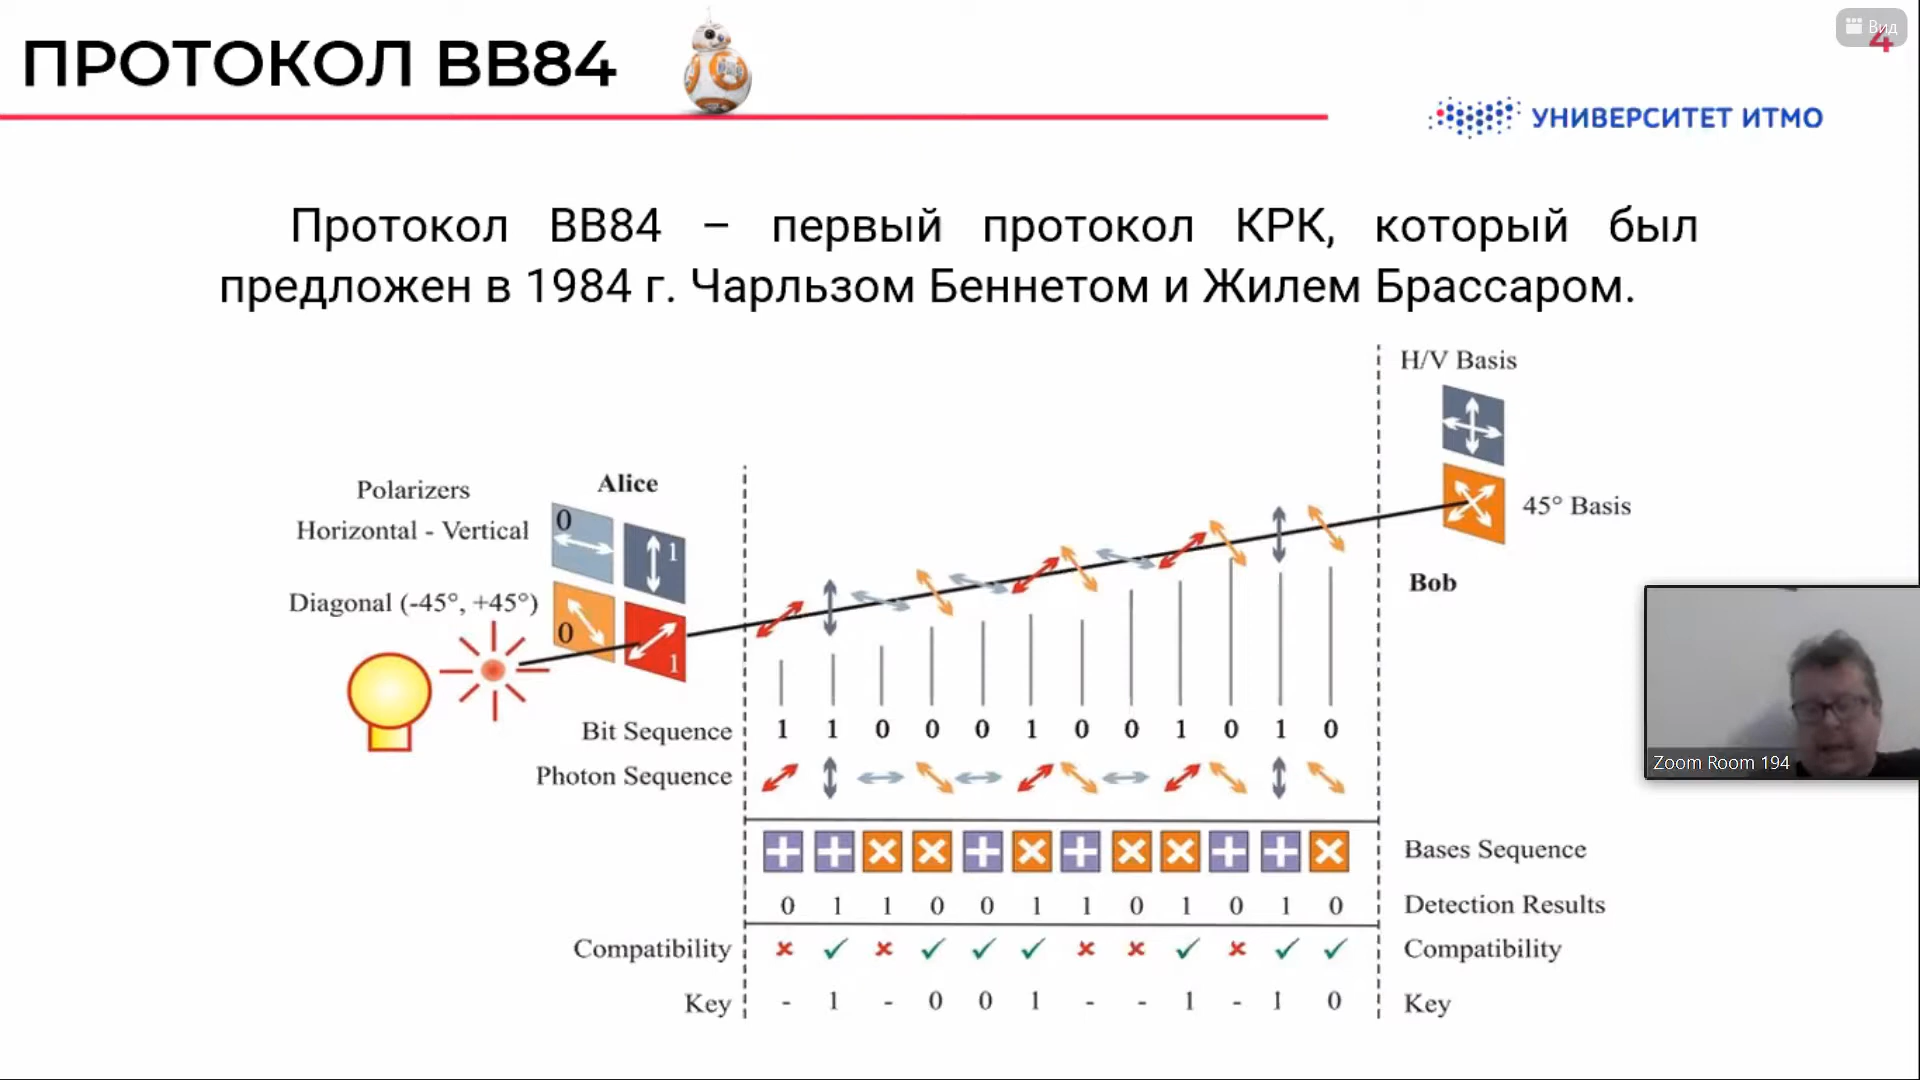 ПРОТОКОЛ BB84
Вид
4
УНИВЕРСИТЕТ ИТМО
Протокол BB84 – первый протокол КРК, который был
предложен в 1984 г. Чарльзом Беннетом и Жилем Брассаром.
H/V Basis
45° Basis
Bob
Alice
Polarizers
Horizontal - Vertical
Diagonal (-45°, +45°)
0
1
0
1
Bit Sequence 1 1 0 0 0 1 0 0 1 0 1 0
Photon Sequence
Bases Sequence
0 1 1 0 0 1 1 0 1 0 1 0 Detection Results
Compatibility ✗ ✓ ✗ ✓ ✓ ✓ ✗ ✗ ✓ ✗ ✓ ✓ Compatibility
Key - 1 - 0 0 1 - - 1 - 1 0 Key
Zoom Room 194